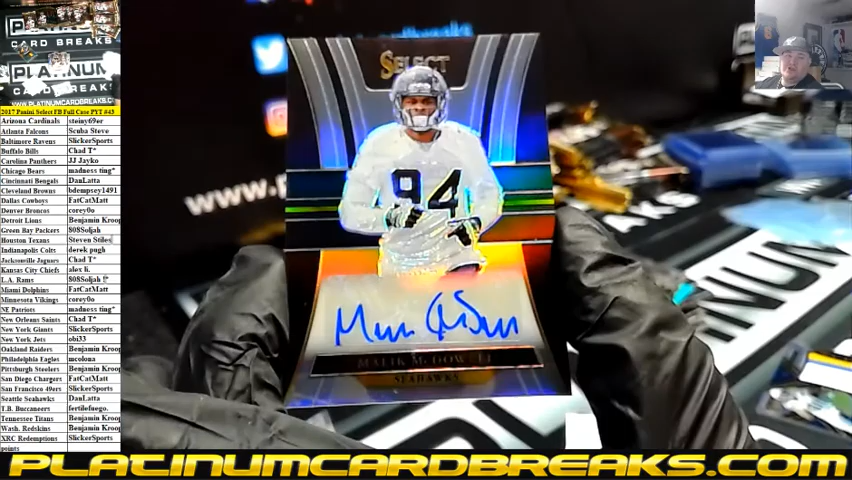 CARD BREAKS
PLATINUM
CARD BREAKS
WWW.PLATINUMCARDBREAKS.C
2017 Panini Select FB Full Case PYT #43
Arizona Cardinals steiny69er
Atlanta Falcons Scuba Steve
Baltimore Ravens SlickerSports
Buffalo Bills Chad T*
Carolina Panthers JJ Jayko
Chicago Bears madness ting*
Cincinnati Bengals DanLatta
Cleveland Browns bdempsey1491
Dallas Cowboys FatCatMatt
Denver Broncos corey0o
Detroit Lions Benjamin Kroop
Green Bay Packers 808Soljah
Houston Texans Steven Stiles
Indianapolis Colts derek pugh
Jacksonville Jaguars Chad T*
Kansas City Chiefs alex li.
L.A. Rams 808Soljah
Miami Dolphins FatCatMatt
Minnesota Vikings corey0o
NE Patriots madness ting*
New Orleans Saints Chad T*
New York Giants SlickerSports
New York Jets obi33
Oakland Raiders Benjamin Kroop
Philadelphia Eagles mcolona
Pittsburgh Steelers Benjamin Kroop
San Diego Chargers FatCatMatt
San Francisco 49ers SlickerSports
Seattle Seahawks DanLatta
T.B. Buccaneers fertilefuego.
Tennessee Titans Benjamin Kroop
Wash. Redskins Benjamin Kroop
XRC Redemptions SlickerSports
points
SELECT
94
MALIK McDOWELL
SEAHAWKS
www.
PLATINUMCARDBREAKS.COM